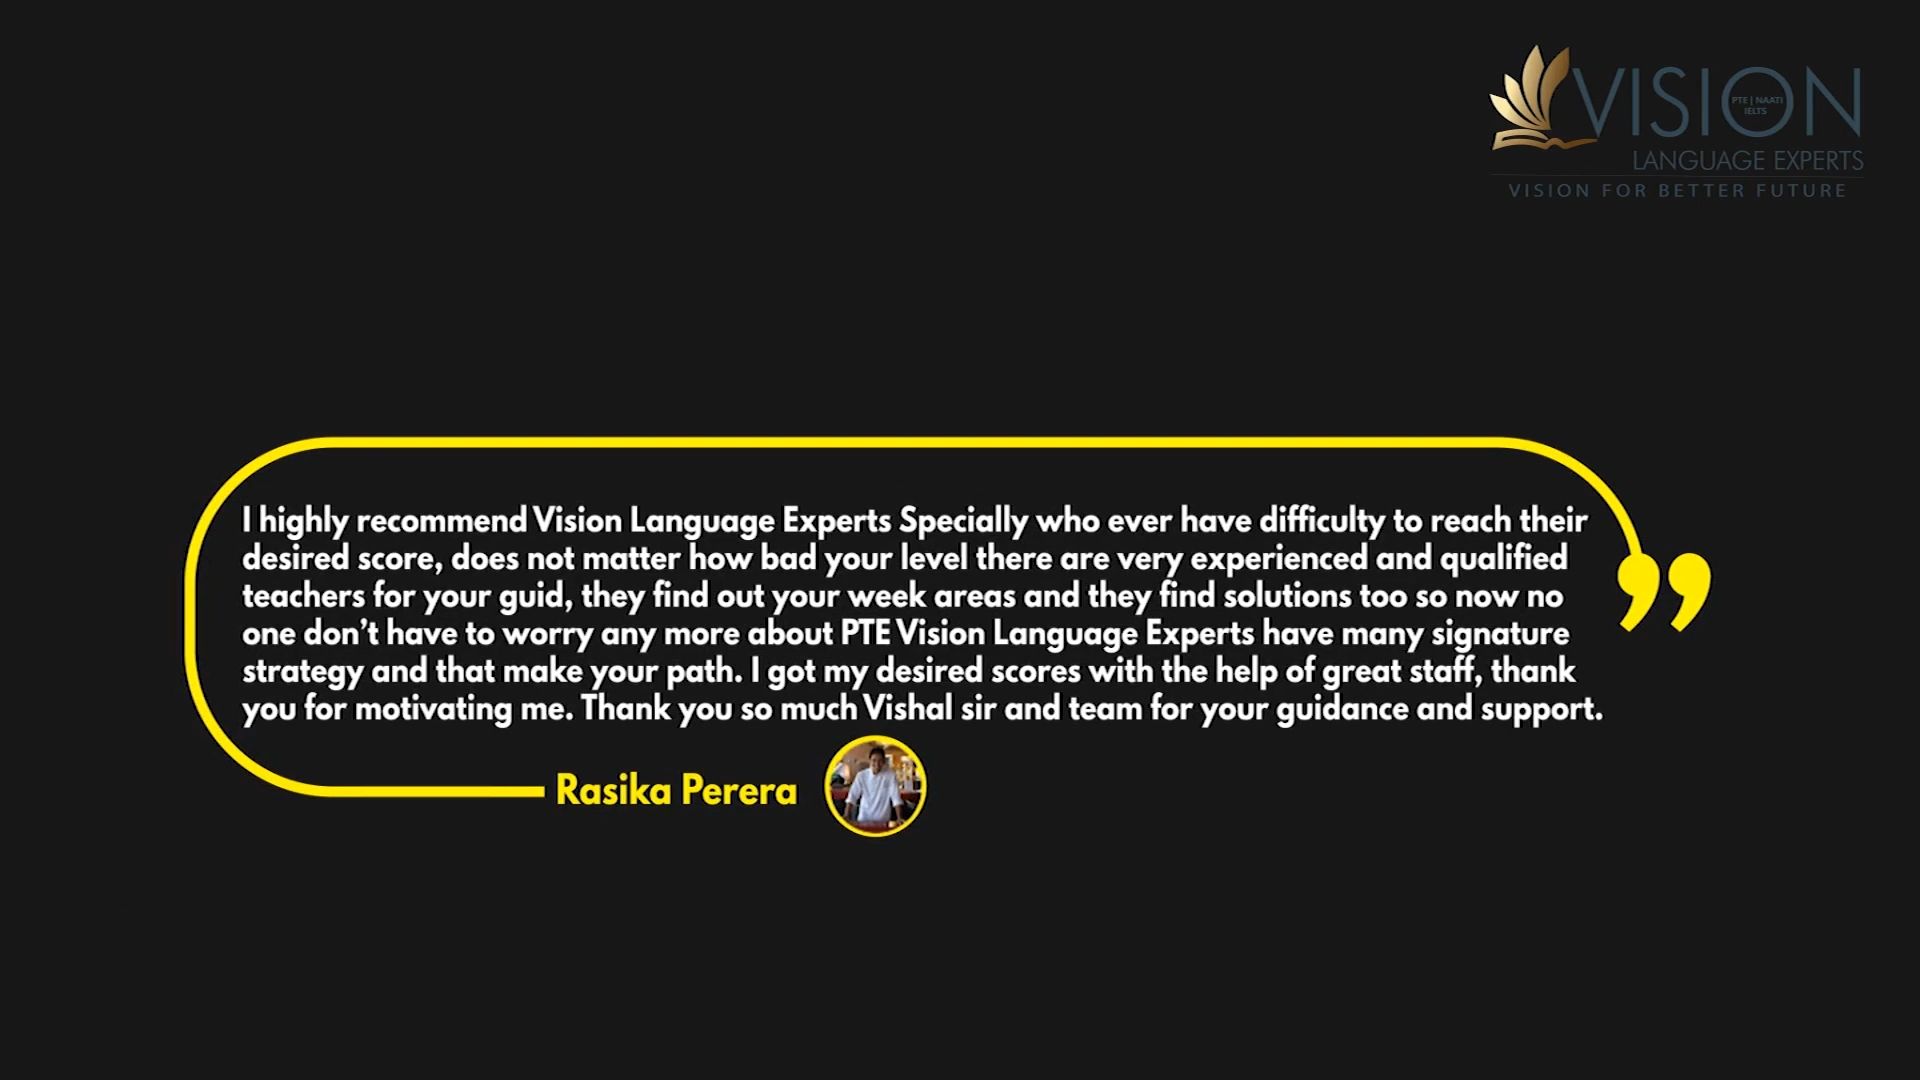 VISION
PTE | NAATI
IELTS
LANGUAGE EXPERTS
VISION FOR BETTER FUTURE
I highly recommend Vision Language Experts Specially who ever have difficulty to reach their
desired score, does not matter how bad your level there are very experienced and qualified
teachers for your guid, they find out your week areas and they find solutions too so now no
one don’t have to worry any more about PTE Vision Language Experts have many signature
strategy and that make your path. I got my desired scores with the help of great staff, thank
you for motivating me. Thank you so much Vishal sir and team for your guidance and support.
”
Rasika Perera